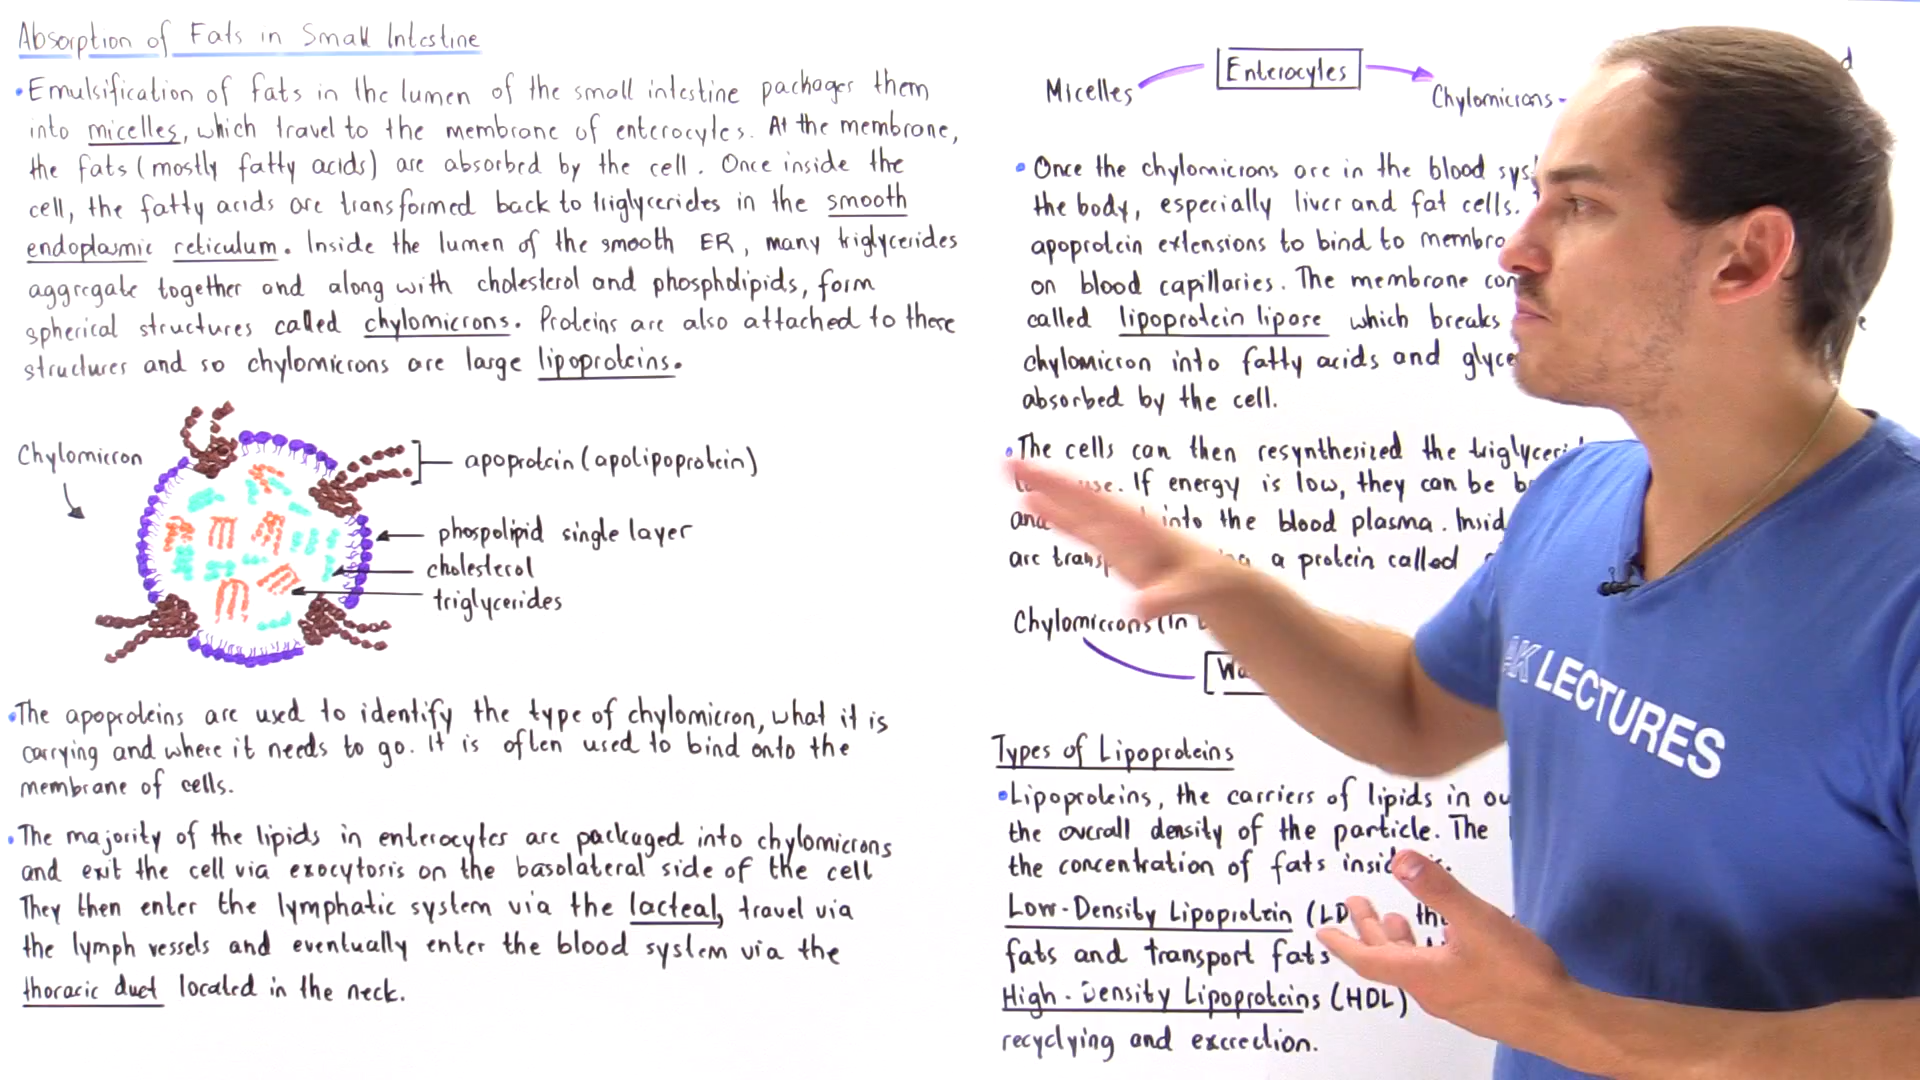 Absorption of Fats in Small Intestine
• Emulsification of fats in the lumen of the small intestine packages them
into micelles, which travel to the membrane of enterocytes. At the membrane,
the fats (mostly fatty acids) are absorbed by the cell. Once inside the
cell, the fatty acids are transformed back to triglycerides in the smooth
endoplasmic reticulum. Inside the lumen of the smooth ER, many triglycerides
aggregate together and along with cholesterol and phospholipids, form
spherical structures called chylomicrons. Proteins are also attached to these
structures and so chylomicrons are large lipoproteins.
Chylomicron
apoprotein (apolipoprotein)
phospolipid single layer
cholesterol
triglycerides
• The apoproteins are used to identify the type of chylomicron, what it is
carrying and where it needs to go. It is often used to bind onto the
membrane of cells.
• The majority of the lipids in enterocytes are packaged into chylomicrons
and exit the cell via exocytosis on the basolateral side of the cell
They then enter the lymphatic system via the lacteal, travel via
the lymph vessels and eventually enter the blood system via the
thoracic duct located in the neck.
Micelles
Enterocytes
Chylomicrons
• Once the chylomicrons are in the blood
the body, especially liver and fat cells.
apoprotein extensions to bind to
on blood capillaries. The membrane
called lipoprotein lipase which breaks
chylomicron into fatty acids and
absorbed by the cell.
• The cells can then resynthesized the
If energy is low, they can be
into the blood plasma.
are a protein called
Chylomicrons (In
Types of Lipoproteins
• Lipoproteins, the carriers of lipids in
the overall density of the particle. The
the concentration of fats
Low-Density Lipoprotein
fats and transport fats
High-Density Lipoproteins (HDL)
recyclying and excrection.
AK LECTURES